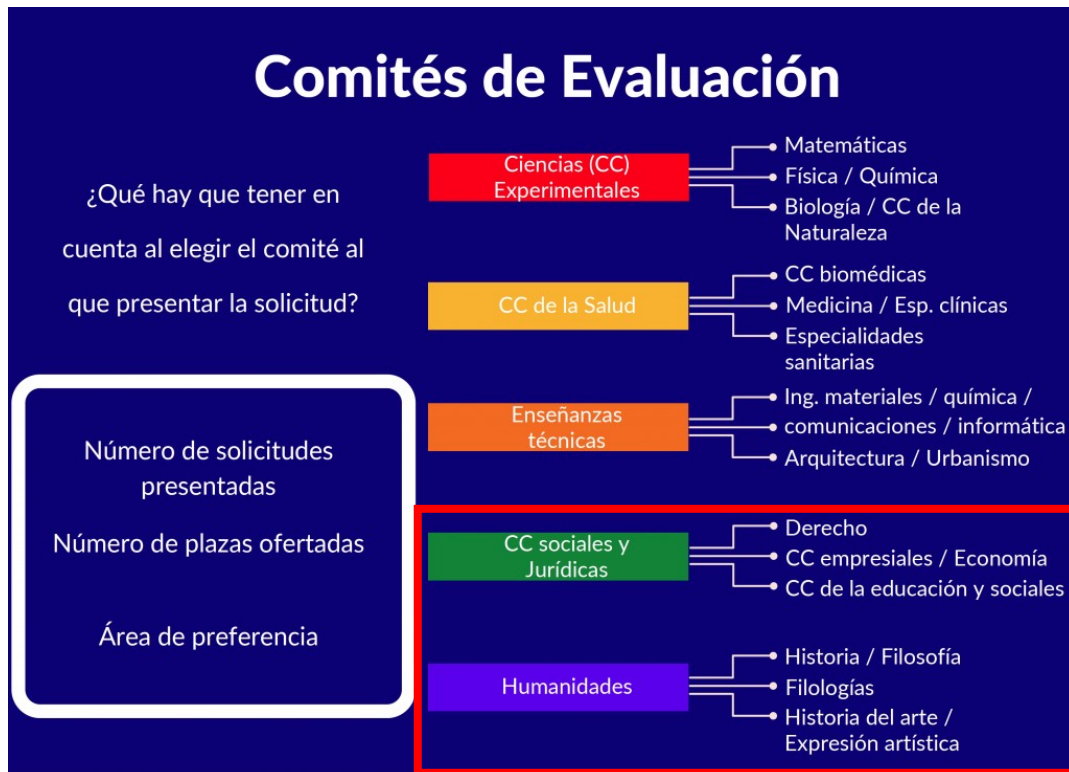 Comités de Evaluación
¿Qué hay que tener en
cuenta al elegir el comité al
que presentar la solicitud?
Número de solicitudes
presentadas
Número de plazas ofertadas
Área de preferencia
Ciencias (CC)
Experimentales
Matemáticas
Física / Química
Biología / CC de la
Naturaleza
CC de la Salud
CC biomédicas
Medicina / Esp. clínicas
Especialidades
sanitarias
Enseñanzas
técnicas
Ing. materiales / química /
comunicaciones / informática
Arquitectura / Urbanismo
CC sociales y
Jurídicas
Derecho
CC empresiales / Economía
CC de la educación y sociales
Humanidades
Historia / Filosofía
Filologías
Historia del arte /
Expresión artística